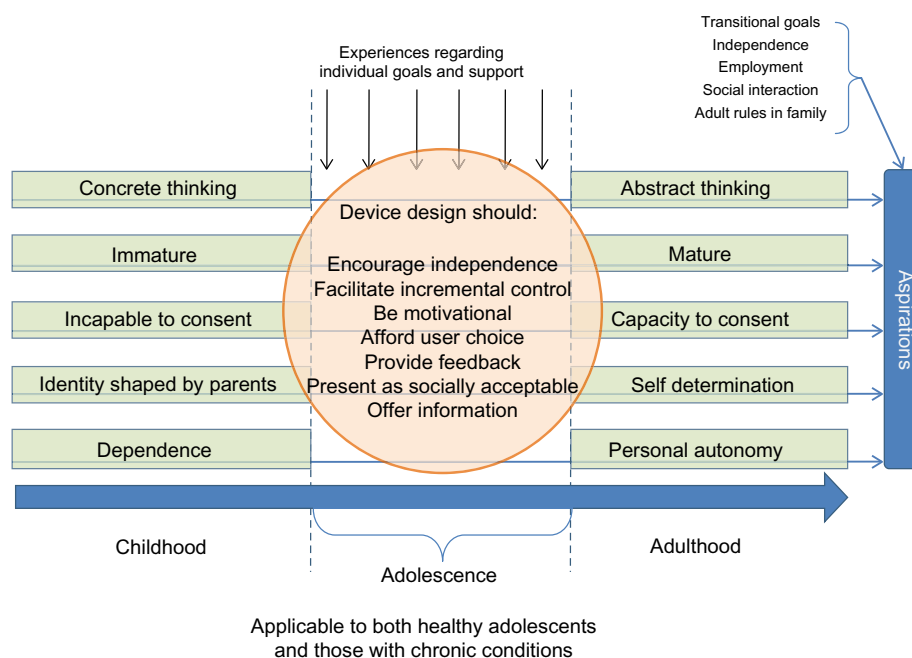 Transitional goals
Independence
Employment
Social interaction
Adult rules in family
Experiences regarding
individual goals and support
Concrete thinking
Abstract thinking
Device design should:
Immature
Mature
Encourage independence
Facilitate incremental control
Be motivational
Incapable to consent
Capacity to consent
Afford user choice
Provide feedback
Identity shaped by parents
Present as socially acceptable
Self determination
Offer information
Dependence
Personal autonomy
Aspirations
Childhood
Adulthood
Adolescence
Applicable to both healthy adolescents
and those with chronic conditions